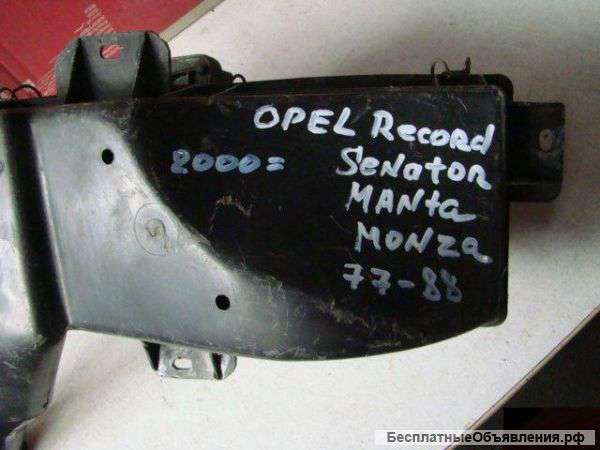 OPEL Record
2000= Senator
MANta
MONza
77-88
БесплатныеОбъявления.рф